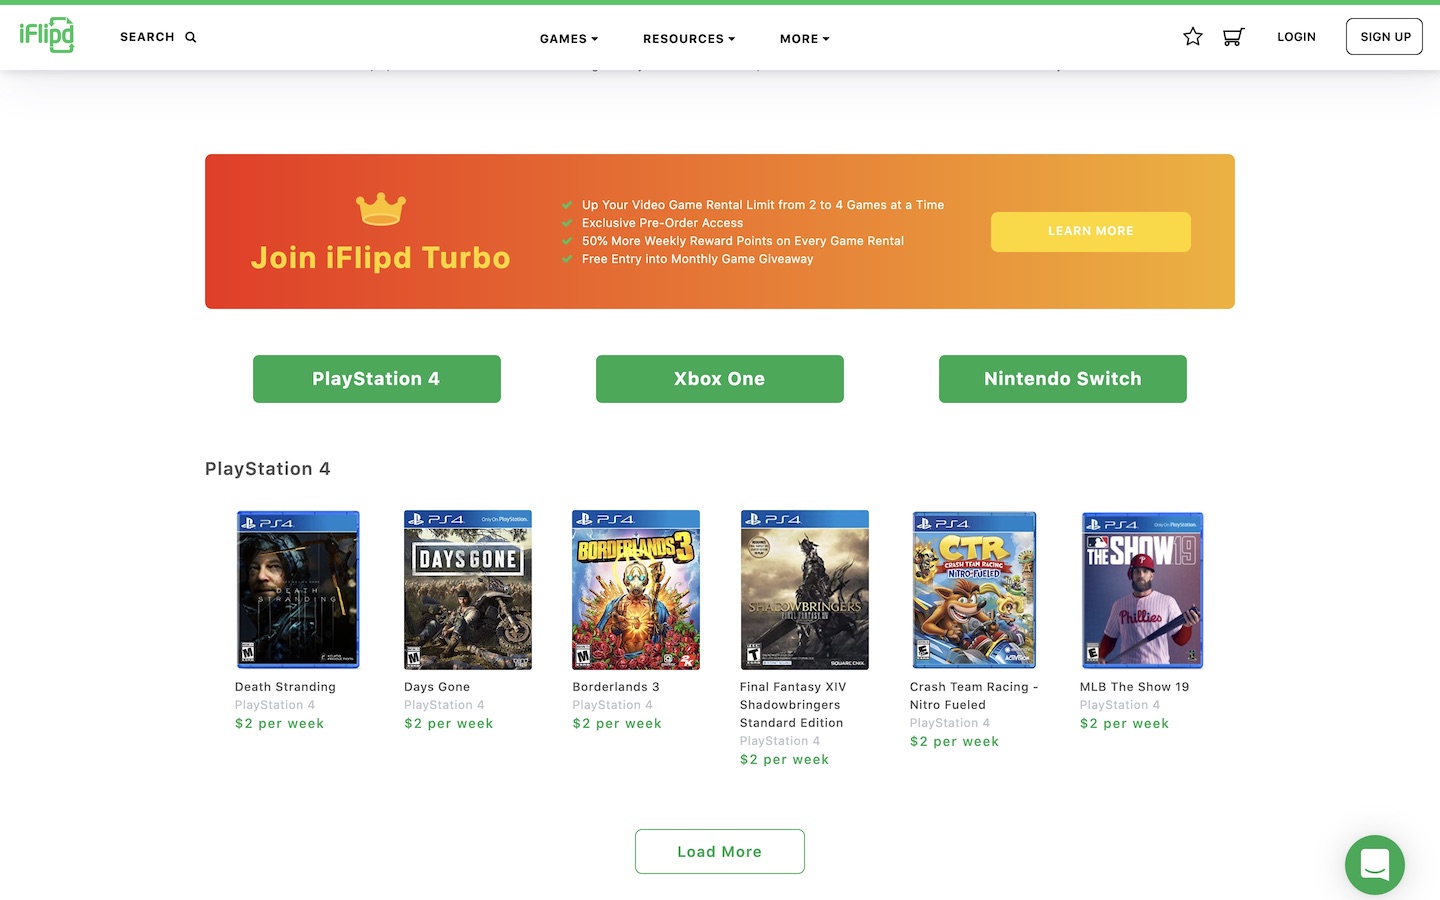 iFlipd
SEARCH
GAMES
RESOURCES
MORE
LOGIN
SIGN UP
Join iFlipd Turbo
Up Your Video Game Rental Limit from 2 to 4 Games at a Time
Exclusive Pre-Order Access
50% More Weekly Reward Points on Every Game Rental
Free Entry into Monthly Game Giveaway
LEARN MORE
PlayStation 4
Xbox One
Nintendo Switch
PlayStation 4
PS4
DEATH
STRANDING
M
PS4
Only On PlayStation.
DAYS GONE
M
PS4
BORDERLANDS 3
M
2K
PS4
SHADOWBRINGERS
FINAL FANTASY XIV
T
SQUARE ENIX
PS4
CTR
CRASH TEAM RACING
NITRO-FUELED
E
ACTIVISION
PS4
Only On PlayStation.
MLB
THE SHOW 19
Phillies
E
Death Stranding
PlayStation 4
$2 per week
Days Gone
PlayStation 4
$2 per week
Borderlands 3
PlayStation 4
$2 per week
Final Fantasy XIV
Shadowbringers
Standard Edition
PlayStation 4
$2 per week
Crash Team Racing -
Nitro Fueled
PlayStation 4
$2 per week
MLB The Show 19
PlayStation 4
$2 per week
Load More